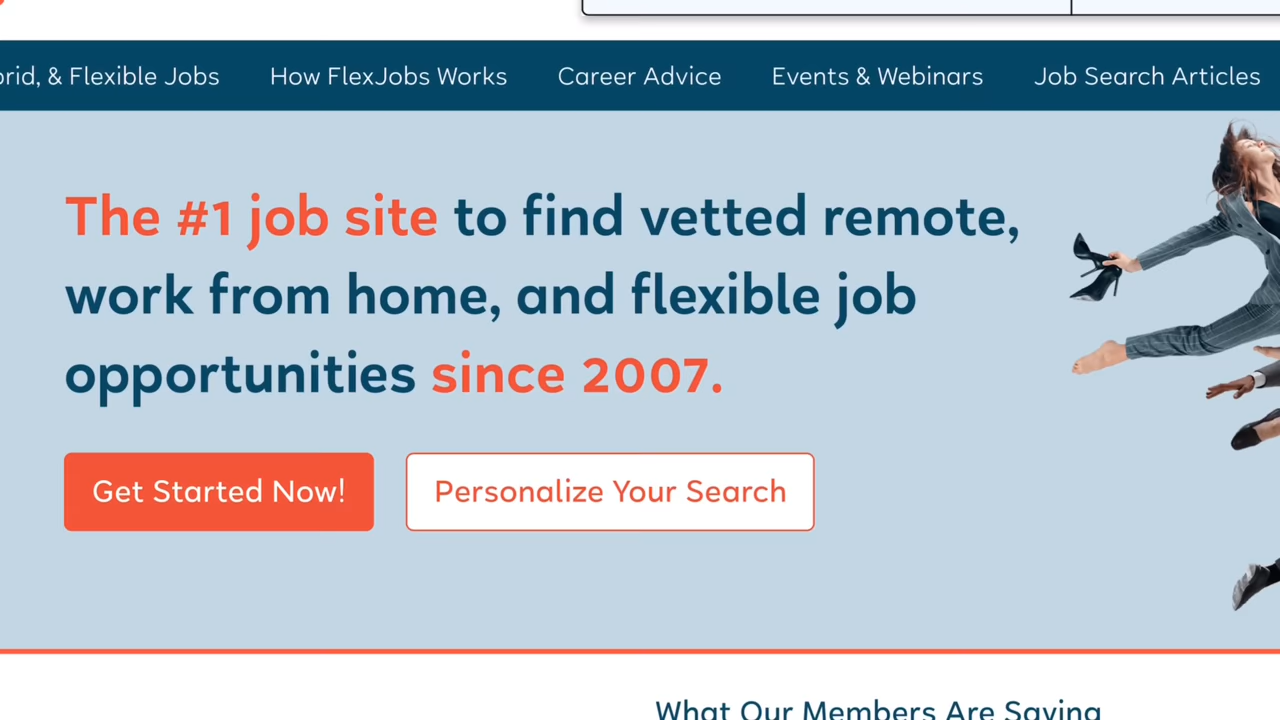 & Flexible Jobs How FlexJobs Works Career Advice Events & Webinars Job Search Articles
The #1 job site to find vetted remote,
work from home, and flexible job
opportunities since 2007.
Get Started Now! Personalize Your Search
What Our Members Are Saying